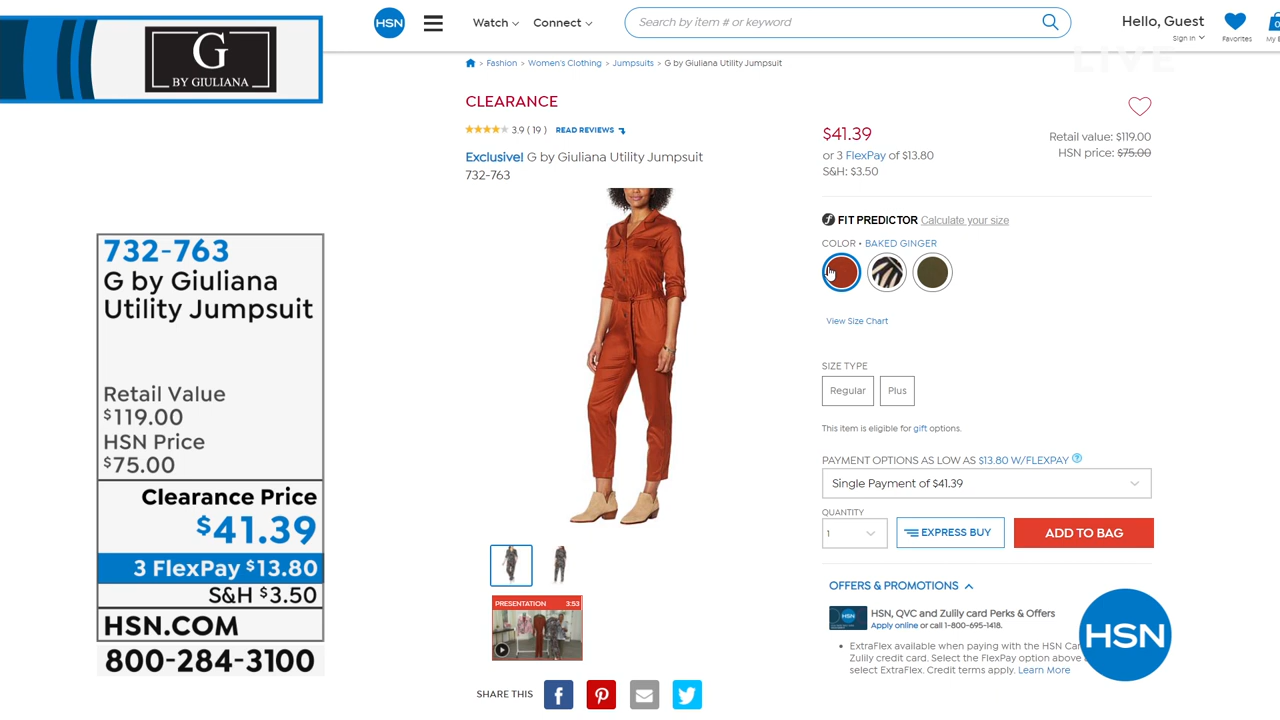 G
BY GIULIANA
732-763
G by Giuliana
Utility Jumpsuit
Retail Value
$119.00
HSN Price
$75.00
Clearance Price
$41.39
3 FlexPay $13.80
S&H $3.50
HSN.COM
800-284-3100
HSN
Watch
Connect
Search by item # or keyword
Hello, Guest
Sign In
Favorites
0
LIVE
> Fashion > Women's Clothing > Jumpsuits > G by Giuliana Utility Jumpsuit
CLEARANCE
3.9 ( 19 ) READ REVIEWS
Exclusive! G by Giuliana Utility Jumpsuit
732-763
PRESENTATION 3:53
SHARE THIS
$41.39
or 3 FlexPay of $13.80
S&H: $3.50
Retail value: $119.00
HSN price: $75.00
FIT PREDICTOR Calculate your size
COLOR • BAKED GINGER
View Size Chart
SIZE TYPE
Regular Plus
This item is eligible for gift options.
PAYMENT OPTIONS AS LOW AS $13.80 W/FLEXPAY ?
Single Payment of $41.39
QUANTITY
1
EXPRESS BUY
ADD TO BAG
OFFERS & PROMOTIONS
HSN
HSN, QVC and Zulily card Perks & Offers
Apply online or call 1-800-695-1418.
• ExtraFlex available when paying with the HSN
Zulily credit card. Select the FlexPay option above
select ExtraFlex. Credit terms apply. Learn More
HSN